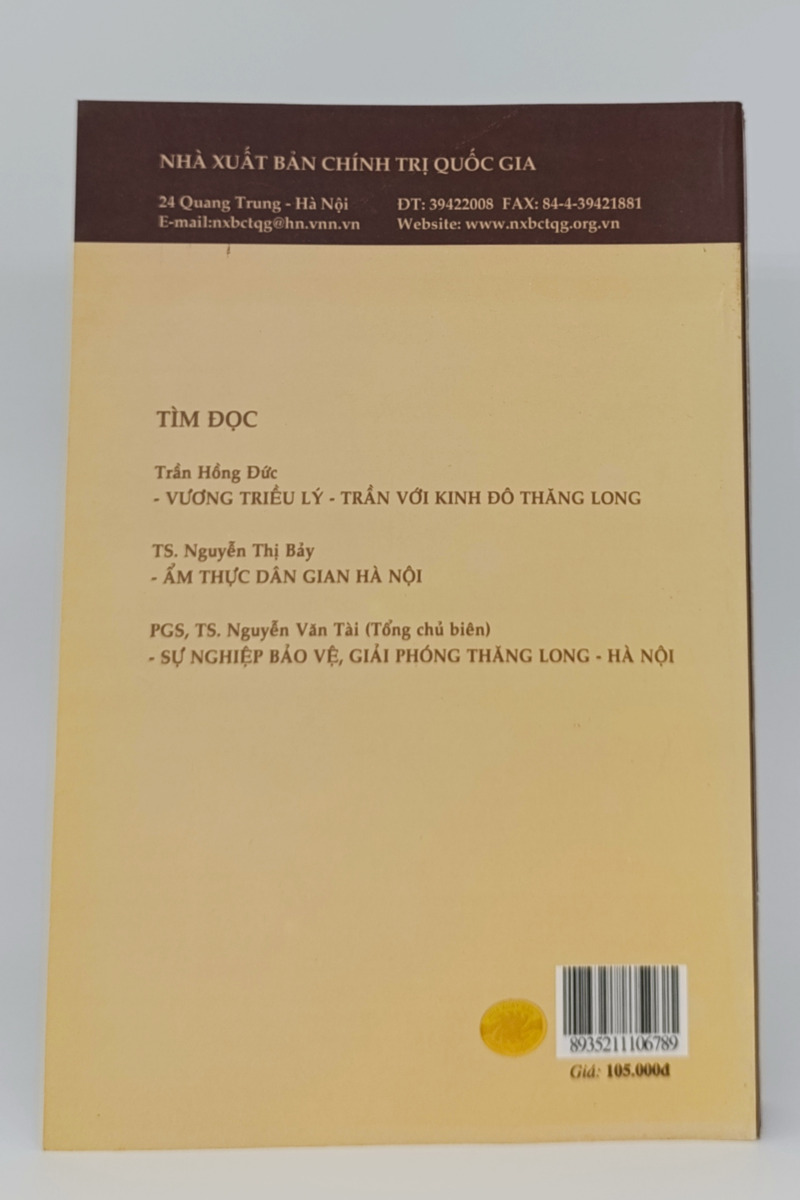 NHÀ XUẤT BẢN CHÍNH TRỊ QUỐC GIA
24 Quang Trung - Hà Nội ĐT: 39422008 FAX: 84-4-39421881
E-mail:nxbctqg@hn.vnn.vn Website: www.nxbctqg.org.vn
TÌM ĐỌC
Trần Hồng Đức
- VƯƠNG TRIỀU LÝ - TRẦN VỚI KINH ĐÔ THĂNG LONG
TS. Nguyễn Thị Bảy
- ẨM THỰC DÂN GIAN HÀ NỘI
PGS, TS. Nguyễn Văn Tài (Tổng chủ biên)
- SỰ NGHIỆP BẢO VỆ, GIẢI PHÓNG THĂNG LONG - HÀ NỘI
8935211106789
Giá: 105.000đ